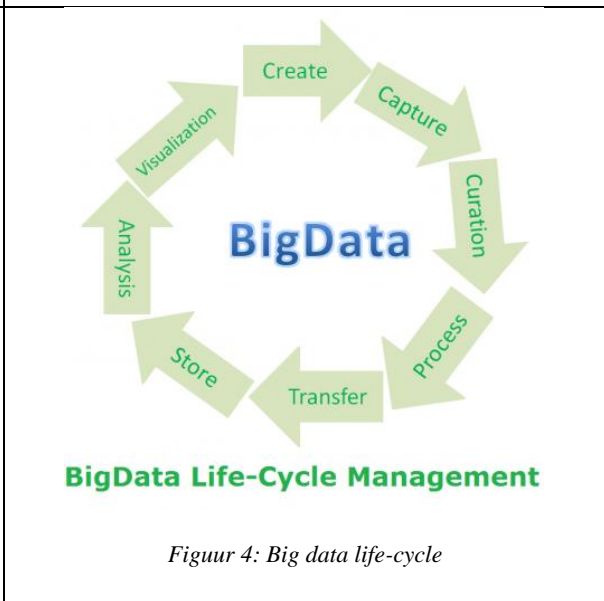 Create
Capture
Curation
Process
Transfer
Store
Analysis
Visualization
BigData
BigData Life-Cycle Management
Figuur 4: Big data life-cycle